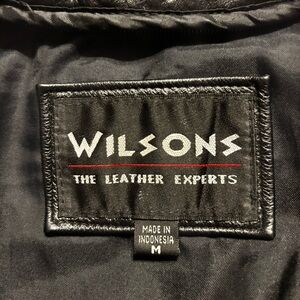 WILSONS
THE LEATHER EXPERTS
MADE IN
INDONESIA
M